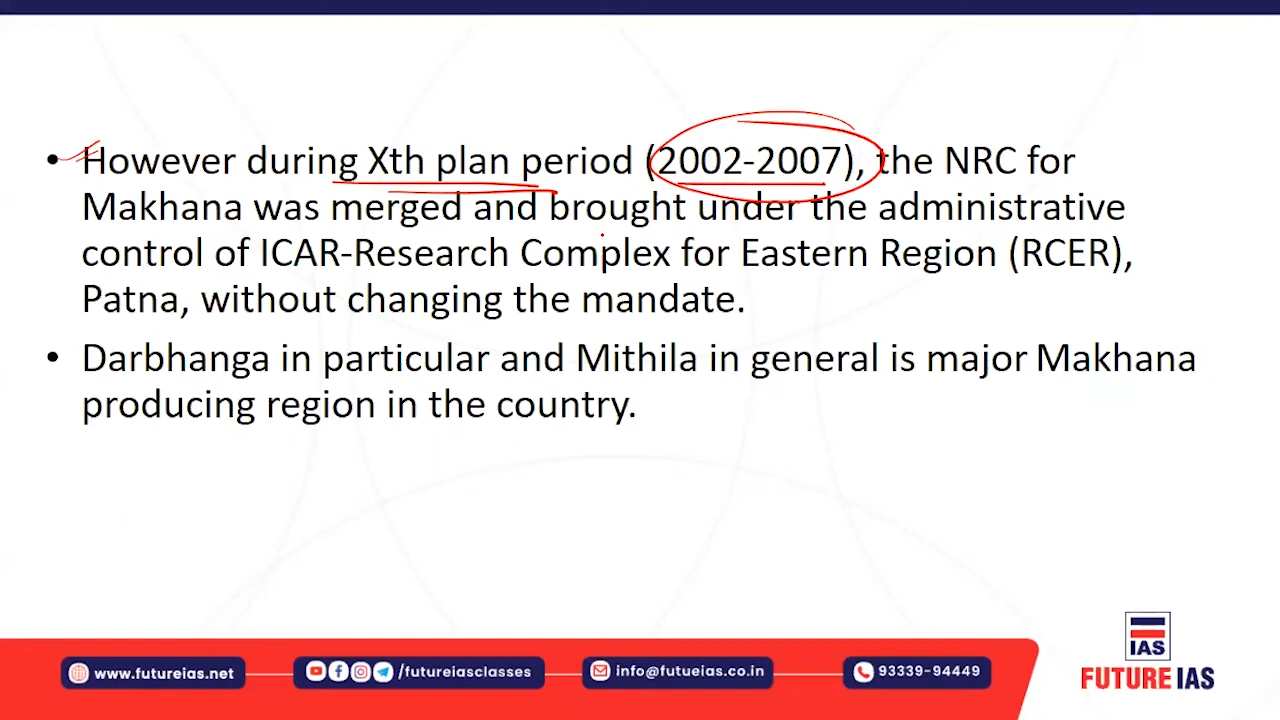 • However during Xth plan period (2002-2007), the NRC for
Makhana was merged and brought under the administrative
control of ICAR-Research Complex for Eastern Region (RCER),
Patna, without changing the mandate.
• Darbhanga in particular and Mithila in general is major Makhana
producing region in the country.
www.futureias.net
/futureiasclasses
info@futueias.co.in
93339-94449
IAS
FUTURE IAS